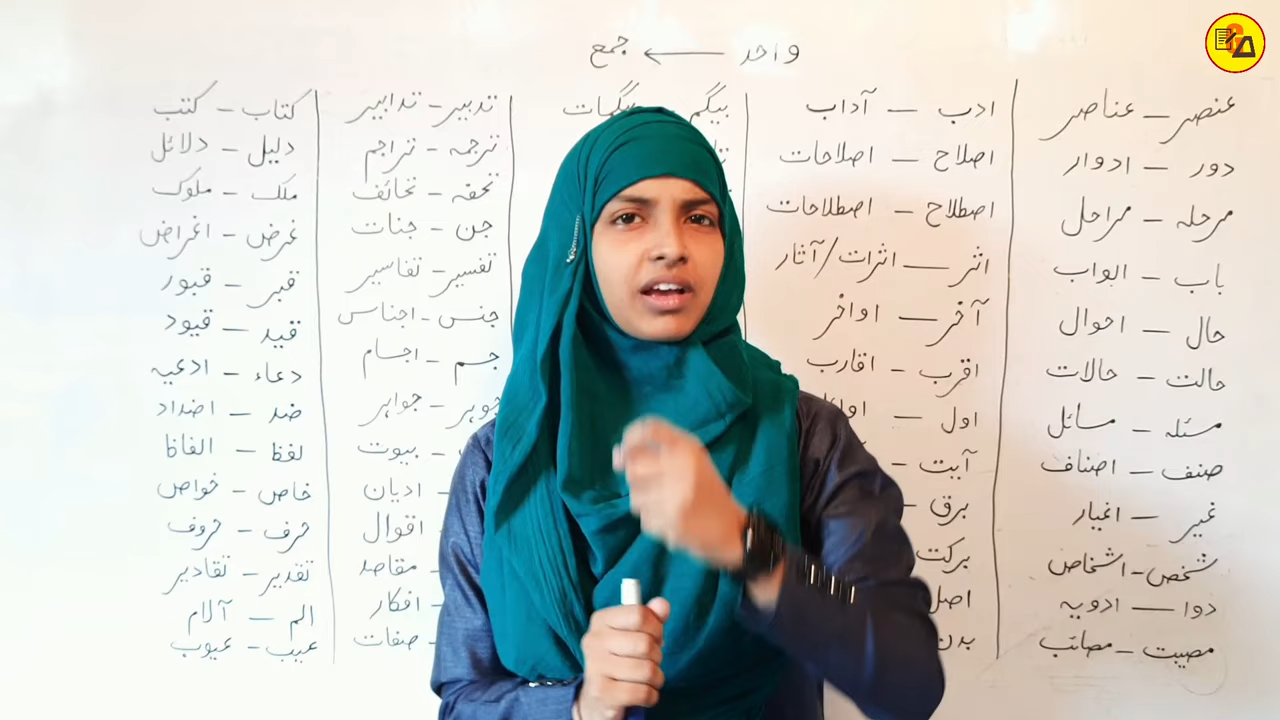 واحد ← جمع
عنصر – عناصر
دور – ادوار
مرحلہ – مراحل
باب – ابواب
حال – احوال
حالت – حالات
مسئلہ – مسائل
صنف – اصناف
غیر – اغیار
شخص – اشخاص
دوا – ادویہ
مصیبت – مصائب
ادب – آداب
اصلاح – اصلاحات
اصطلاح – اصطلاحات
اثر – اثرات/آثار
آخر – اواخر
اقرب – اقارب
اول –
آیت –
برق –
برکت
اصل
بدن
بیگم – بیگمات
تدبیر – تدابیر
ترجمہ – تراجم
تحفہ – تحائف
جن – جنات
تفسیر – تفاسیر
جنس – اجناس
جسم – اجسام
جوہر – جواہر
– بیوت
– ادیان
اقوال
– مقاصد
– افکار
– صفات
کتاب – کتب
دلیل – دلائل
ملک – ملوک
غرض – اغراض
قبر – قبور
قید – قیود
دعاء – ادعیہ
ضد – اضداد
لفظ – الفاظ
خاص – خواص
حرف – حروف
تقدیر – تقادیر
الم – آلام
عیب – عیوب